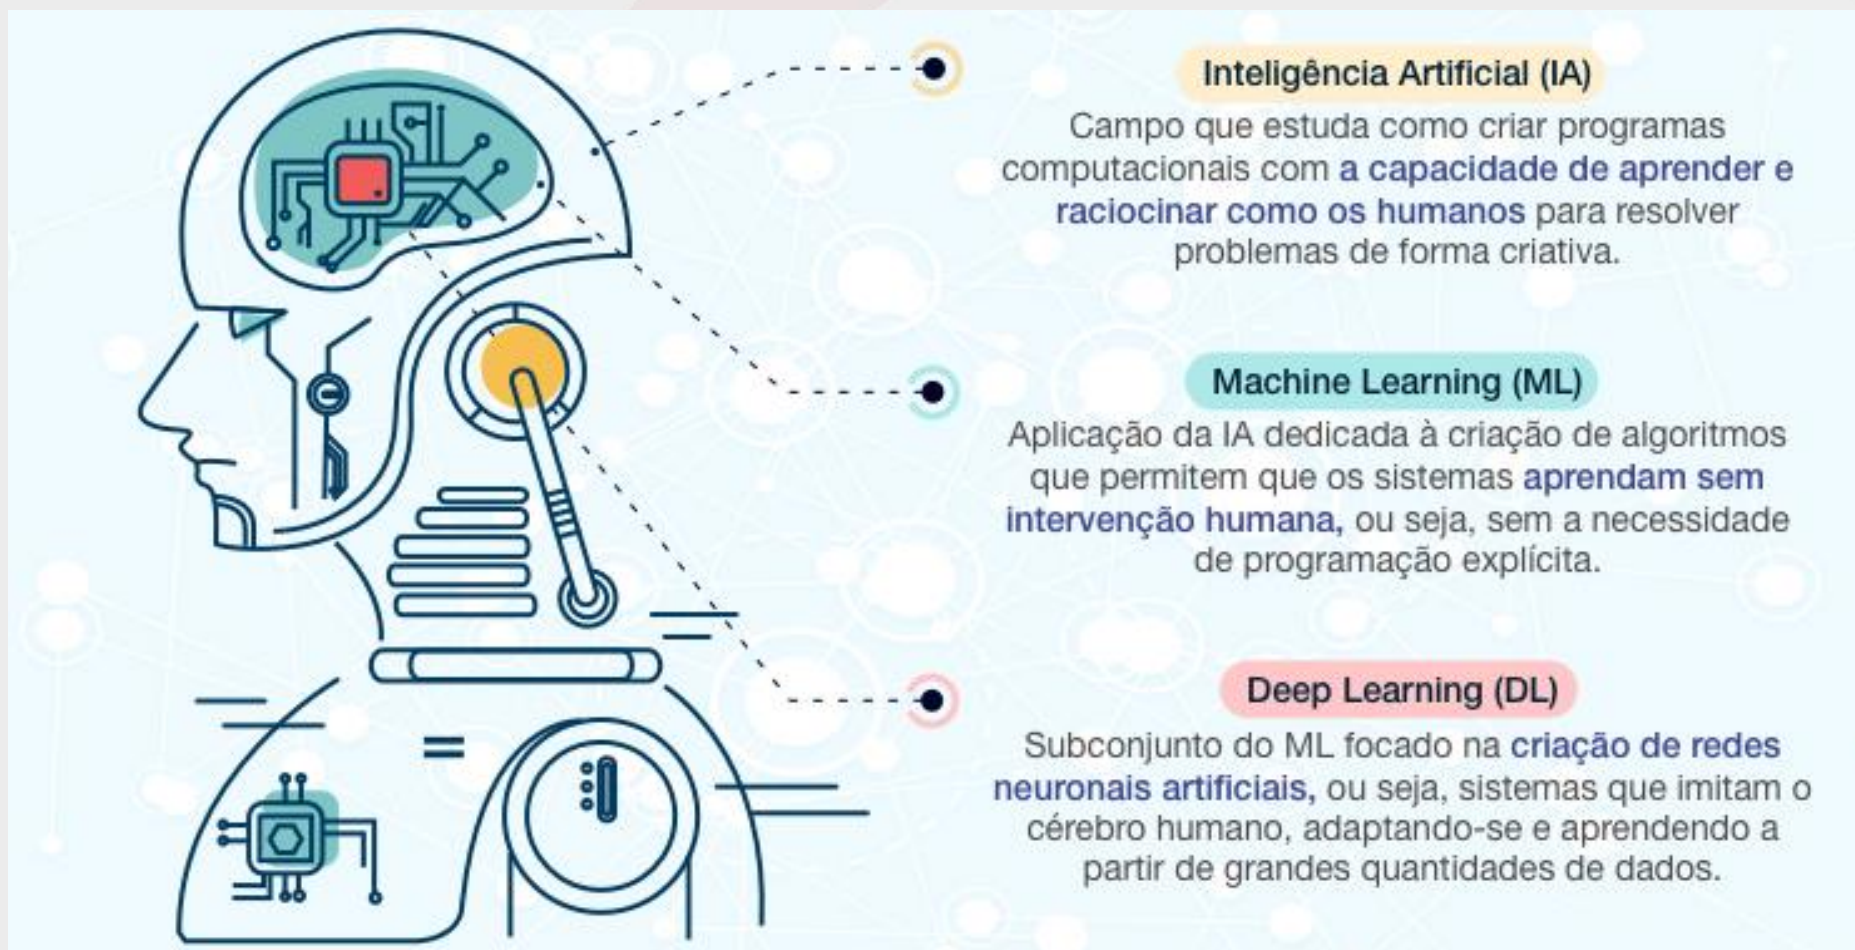 Inteligência Artificial (IA)
Campo que estuda como criar programas
computacionais com a capacidade de aprender e
raciocinar como os humanos para resolver
problemas de forma criativa.
Machine Learning (ML)
Aplicação da IA dedicada à criação de algoritmos
que permitem que os sistemas aprendam sem
intervenção humana, ou seja, sem a necessidade
de programação explícita.
Deep Learning (DL)
Subconjunto do ML focado na criação de redes
neuronais artificiais, ou seja, sistemas que imitam o
cérebro humano, adaptando-se e aprendendo a
partir de grandes quantidades de dados.